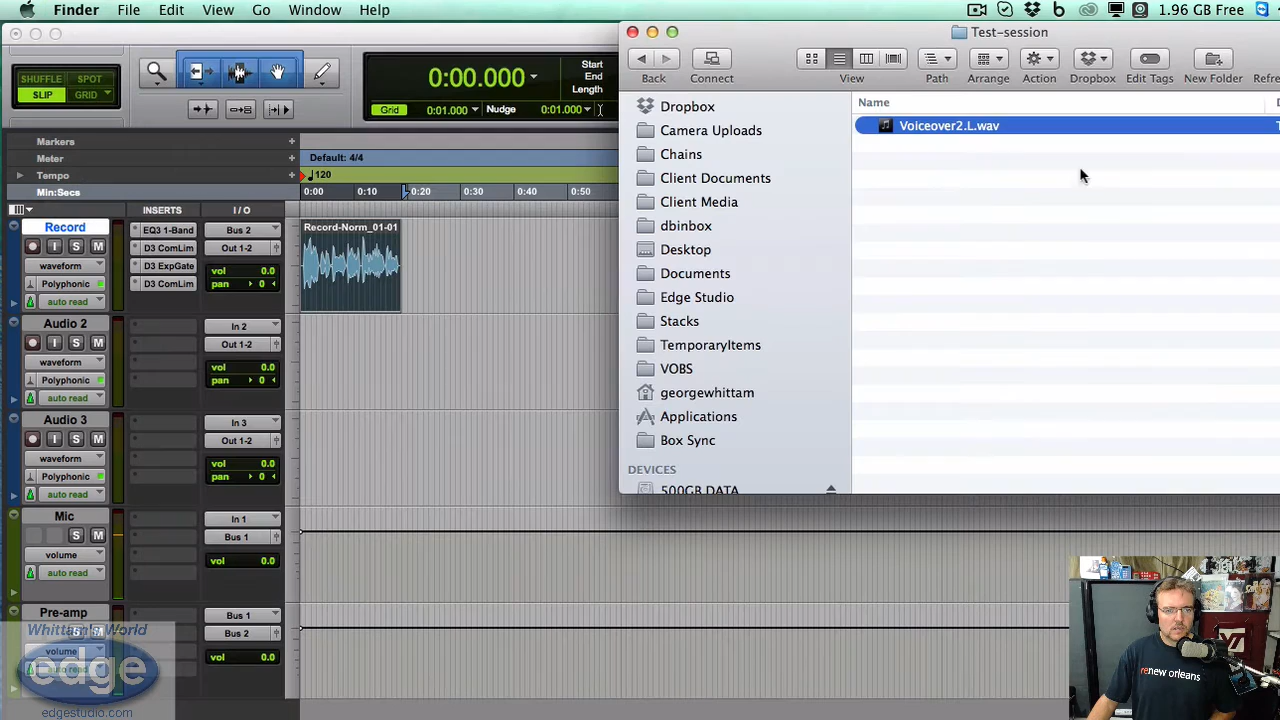 Finder File Edit View Go Window Help 1.96 GB Free
Test-session
SHUFFLE SPOT
SLIP GRID
0:00.000
Start
End
Length
Grid 0:01.000 Nudge 0:01.000
Back Connect View Path Arrange Action Dropbox Edit Tags New Folder Refre
Name
Voiceover2.L.wav
Dropbox
Camera Uploads
Chains
Client Documents
Client Media
dbinbox
Desktop
Documents
Edge Studio
Stacks
TemporaryItems
VOBS
georgewhittam
Applications
Box Sync
DEVICES
500GB DATA
Markers
Meter Default: 4/4
Tempo 120
Min:Secs 0:00 0:10 0:20 0:30 0:40 0:50
INSERTS I/O
Record EQ3 1-Band Bus 2
I S M D3 ComLim Out 1-2
waveform D3 ExpGate vol 0.0
Polyphonic D3 ComLim pan 0
auto read
Record-Norm_01-01
Audio 2 In 2
I S M Out 1-2
waveform vol 0.0
Polyphonic pan 0
auto read
Audio 3 In 3
I S M Out 1-2
waveform vol 0.0
Polyphonic pan 0
auto read
Mic In 1
S M Bus 1
volume vol 0.0
auto read
Pre-amp Bus 1
S M Bus 2
volume vol 0.0
auto read
Whittam's World
edge
edgestudio.com
renew orleans